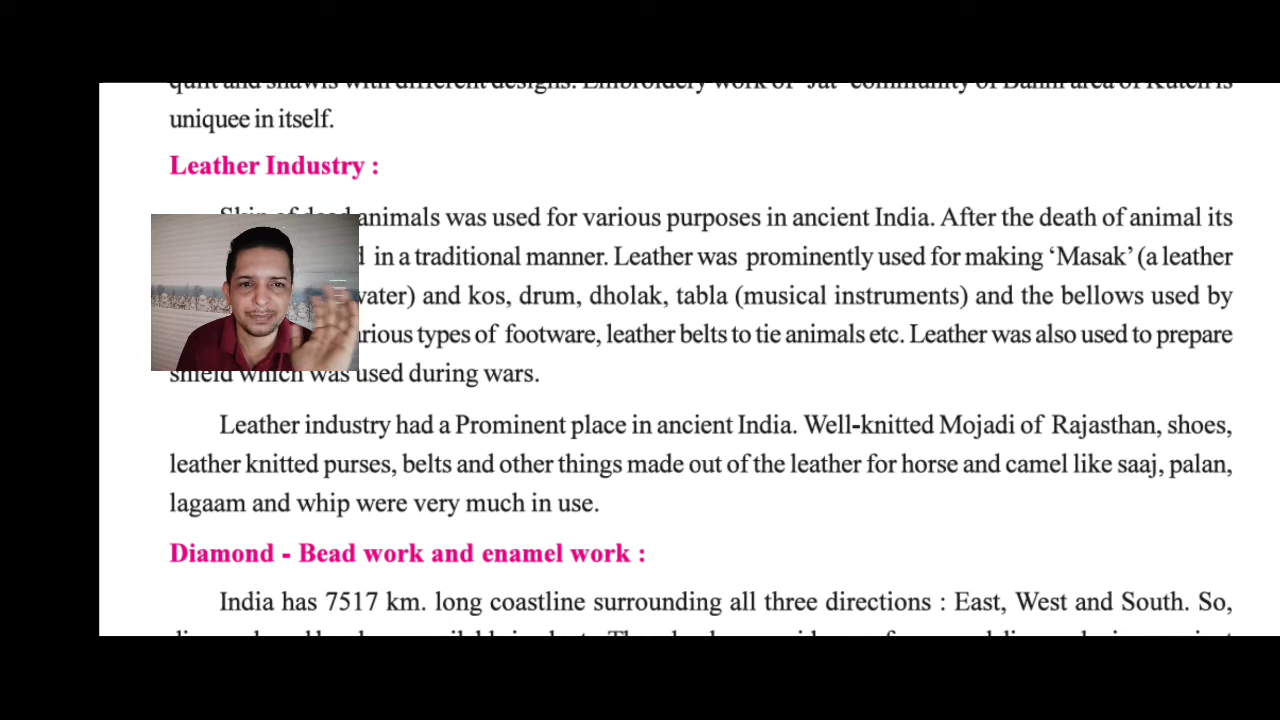 uniquee in itself.
Leather Industry :
animals was used for various purposes in ancient India. After the death of animal its
in a traditional manner. Leather was prominently used for making ‘Masak’ (a leather
water) and kos, drum, dholak, tabla (musical instruments) and the bellows used by
types of footware, leather belts to tie animals etc. Leather was also used to prepare
shield which was used during wars.
Leather industry had a Prominent place in ancient India. Well-knitted Mojadi of Rajasthan, shoes,
leather knitted purses, belts and other things made out of the leather for horse and camel like saaj, palan,
lagaam and whip were very much in use.
Diamond - Bead work and enamel work :
India has 7517 km. long coastline surrounding all three directions : East, West and South. So,